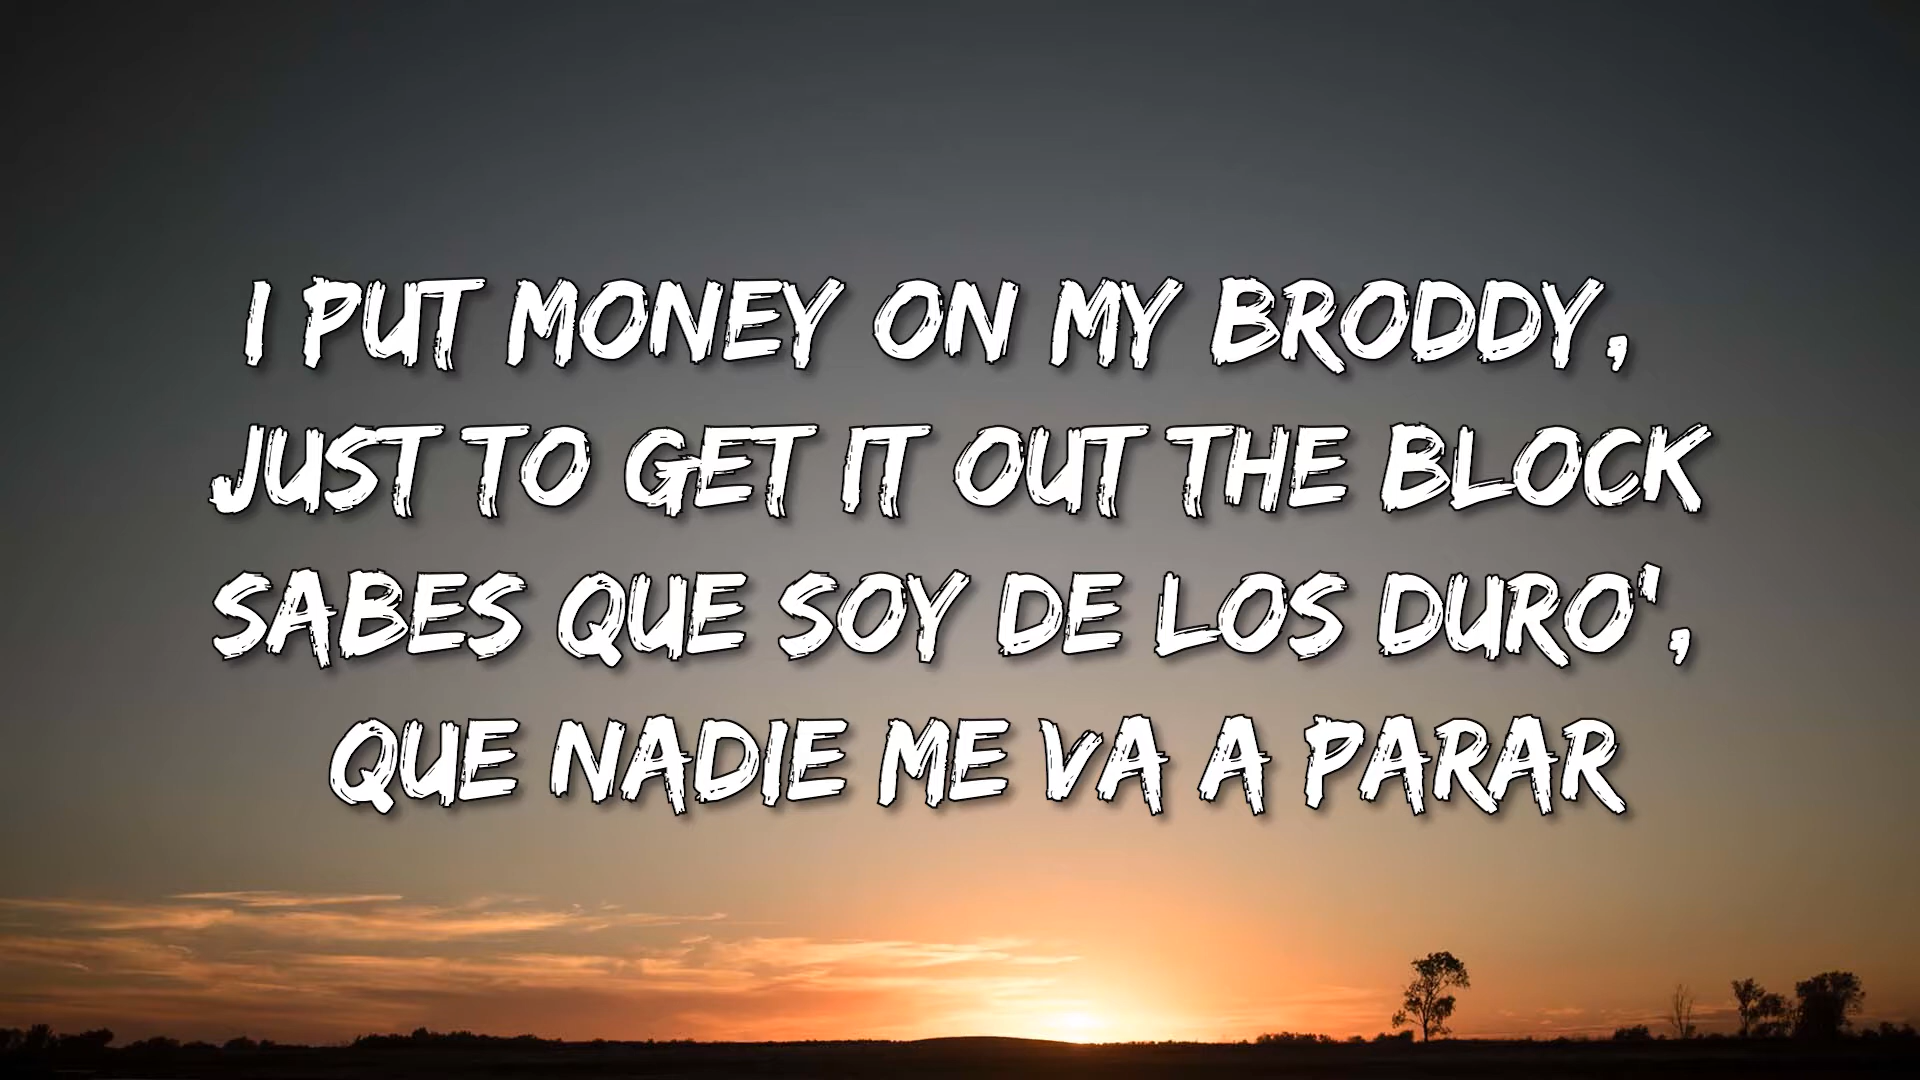 I PUT MONEY ON MY BRODDY,
JUST TO GET IT OUT THE BLOCK
SABES QUE SOY DE LOS DURO',
QUE NADIE ME VA A PARAR